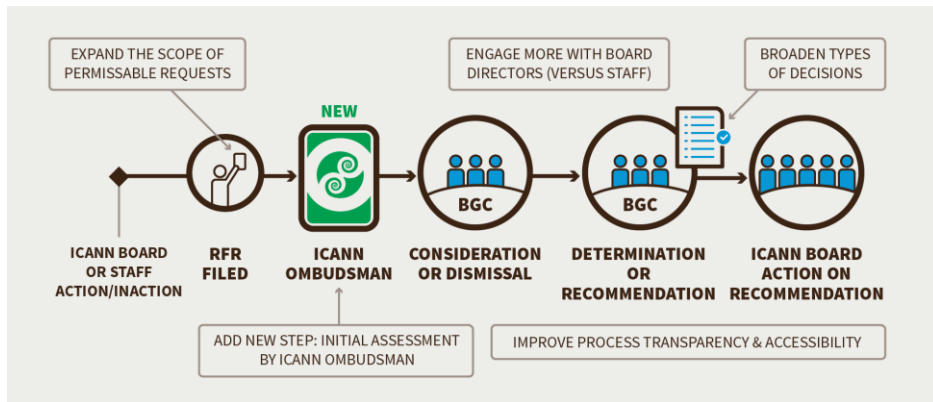 EXPAND THE SCOPE OF
PERMISSABLE REQUESTS
ENGAGE MORE WITH BOARD
DIRECTORS (VERSUS STAFF)
BROADEN TYPES
OF DECISIONS
NEW
BGC
BGC
ICANN BOARD
OR STAFF
ACTION/INACTION
RFR
FILED
ICANN
OMBUDSMAN
CONSIDERATION
OR DISMISSAL
DETERMINATION
OR
RECOMMENDATION
ICANN BOARD
ACTION ON
RECOMMENDATION
ADD NEW STEP: INITIAL ASSESSMENT
BY ICANN OMBUDSMAN
IMPROVE PROCESS TRANSPARENCY & ACCESSIBILITY